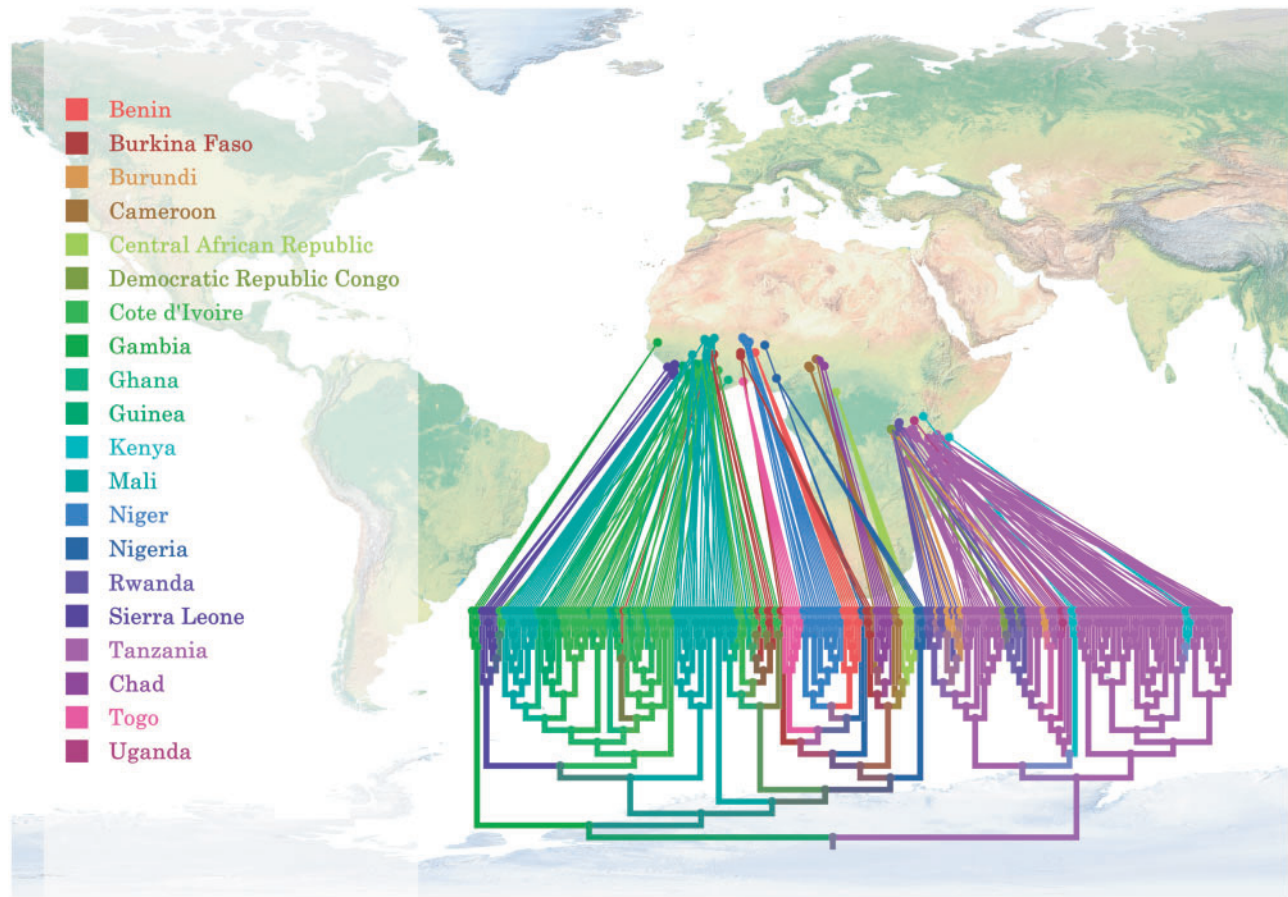 Benin
Burkina Faso
Burundi
Cameroon
Central African Republic
Democratic Republic Congo
Cote d'Ivoire
Gambia
Ghana
Guinea
Kenya
Mali
Niger
Nigeria
Rwanda
Sierra Leone
Tanzania
Chad
Togo
Uganda